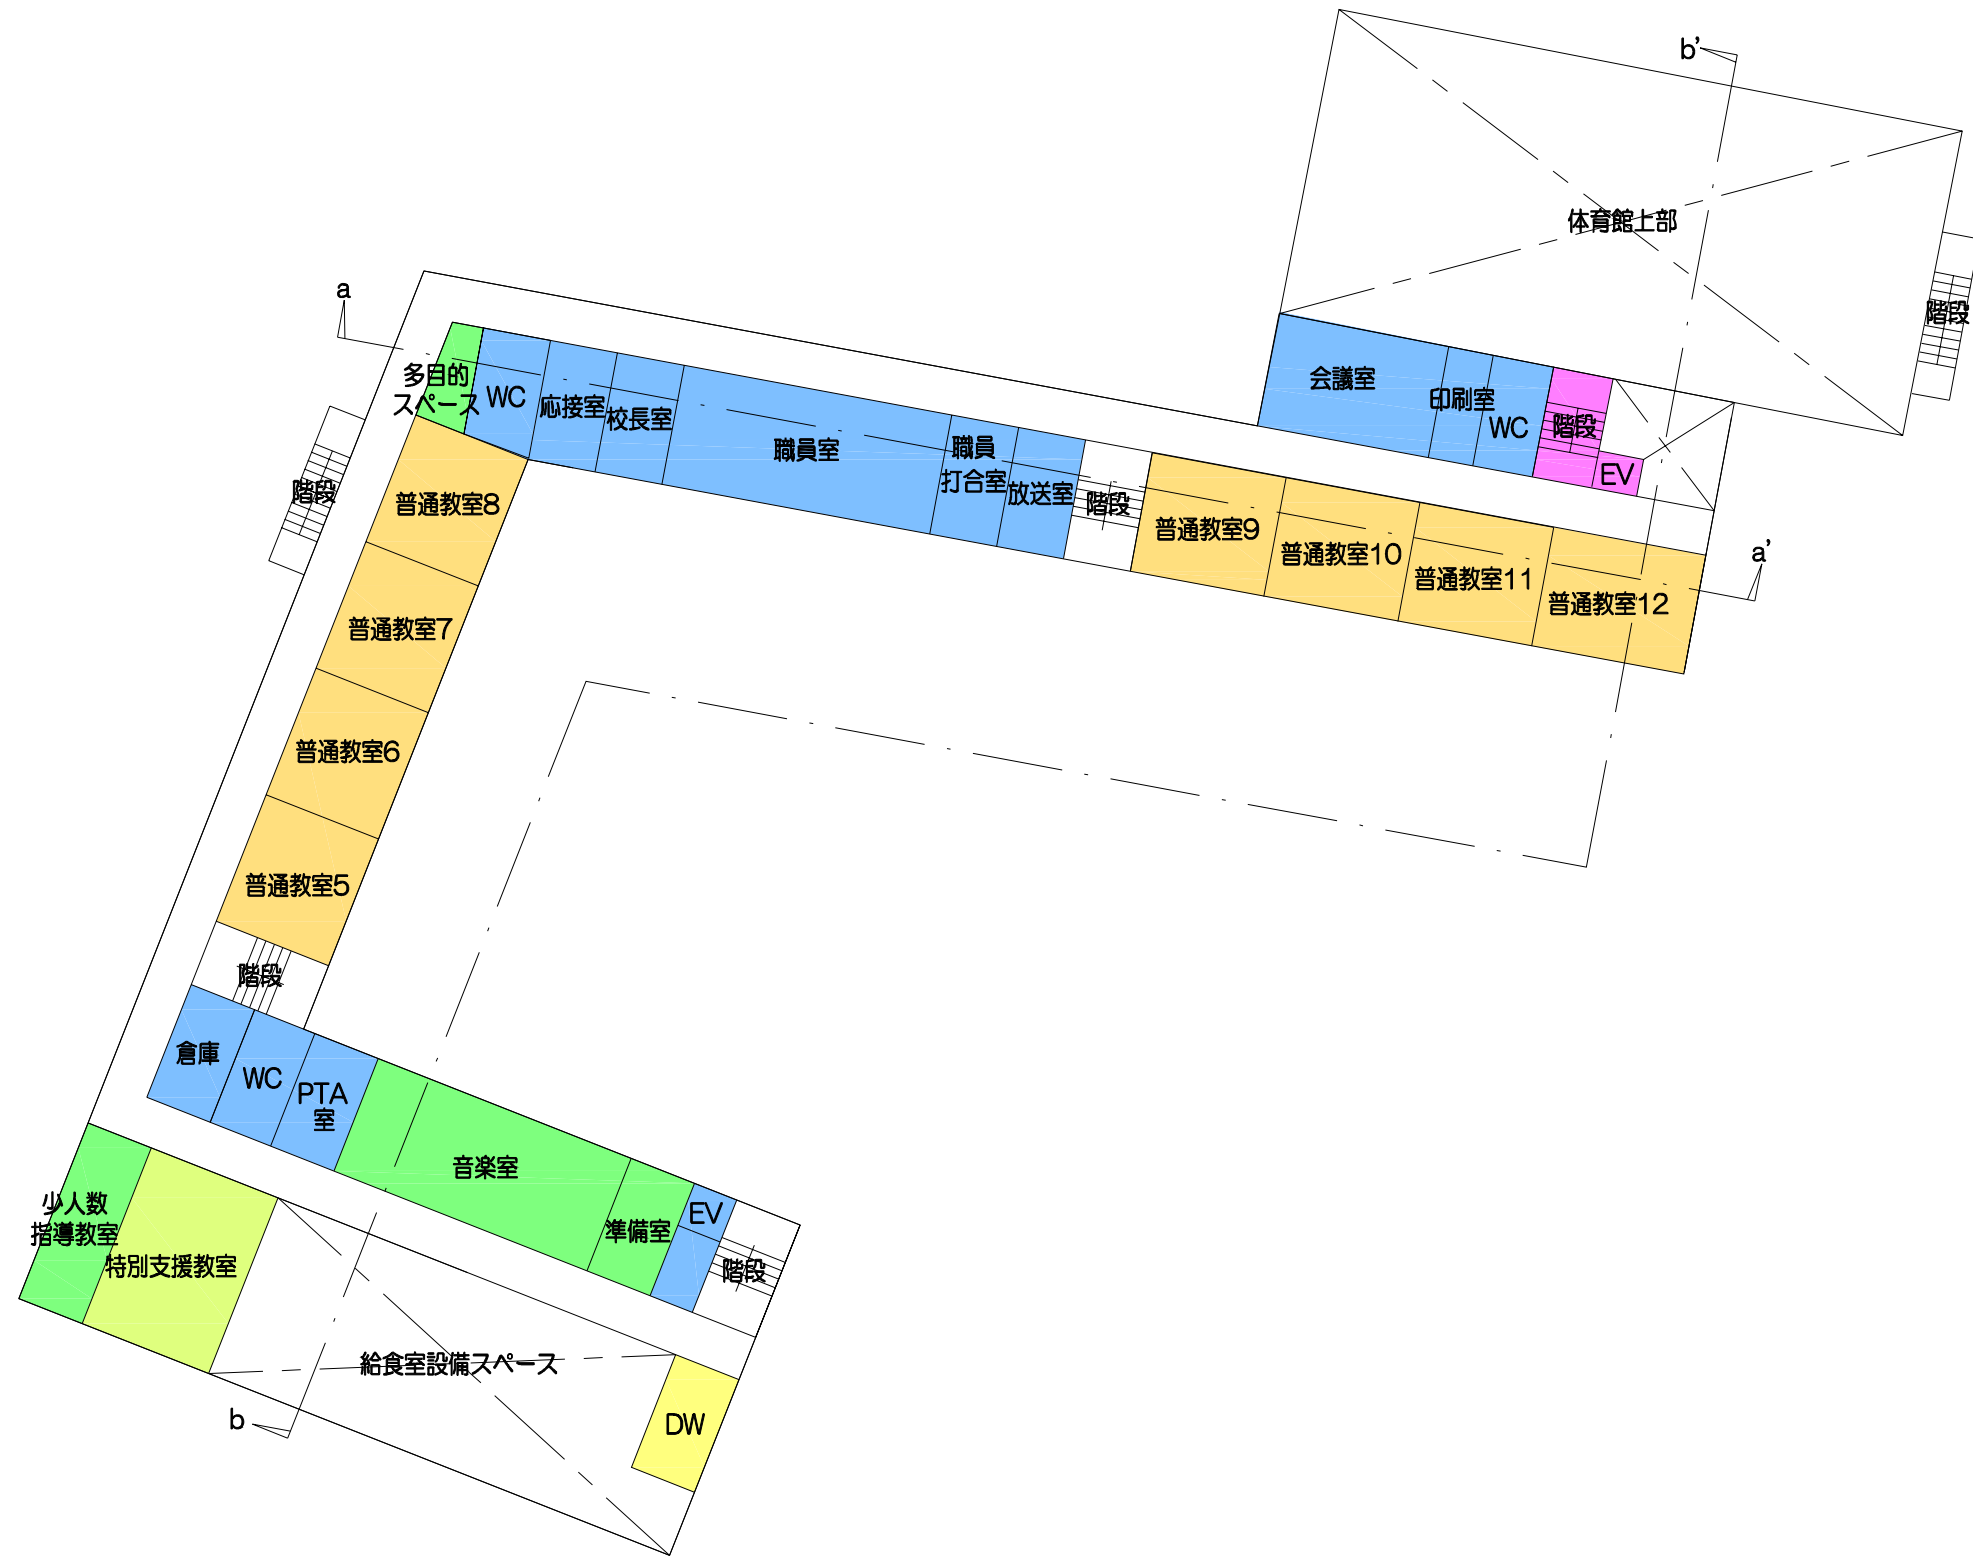 b’
体育館上部
階段
a
会議室
印刷室
WC
階段
EV
多目的
スペース
WC
応接室
校長室
職員室
職員
打合室
放送室
階段
普通教室9
普通教室10
普通教室11
普通教室12
a’
階段
普通教室8
普通教室7
普通教室6
普通教室5
階段
倉庫
WC
PTA
室
音楽室
準備室
EV
階段
少人数
指導教室
特別支援教室
給食室設備スペース
DW
b